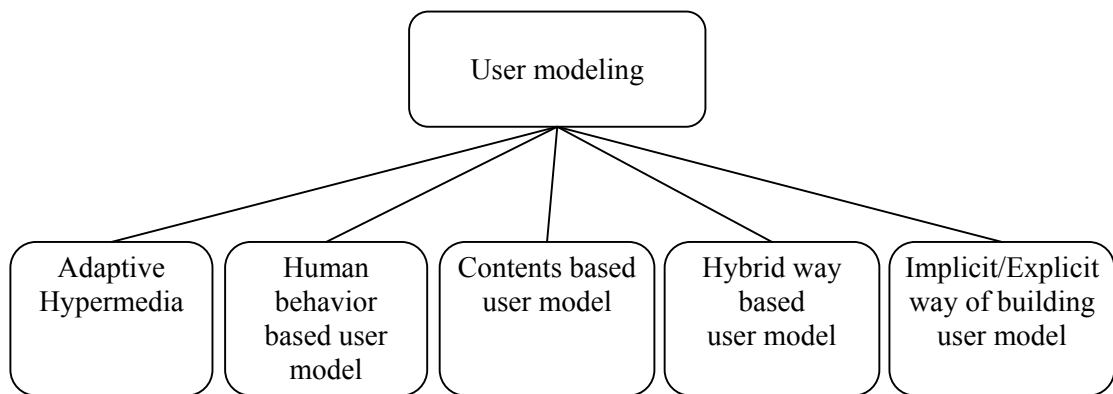 User modeling
Adaptive
Hypermedia
Human
behavior
based user
model
Contents based
user model
Hybrid way
based
user model
Implicit/Explicit
way of building
user model